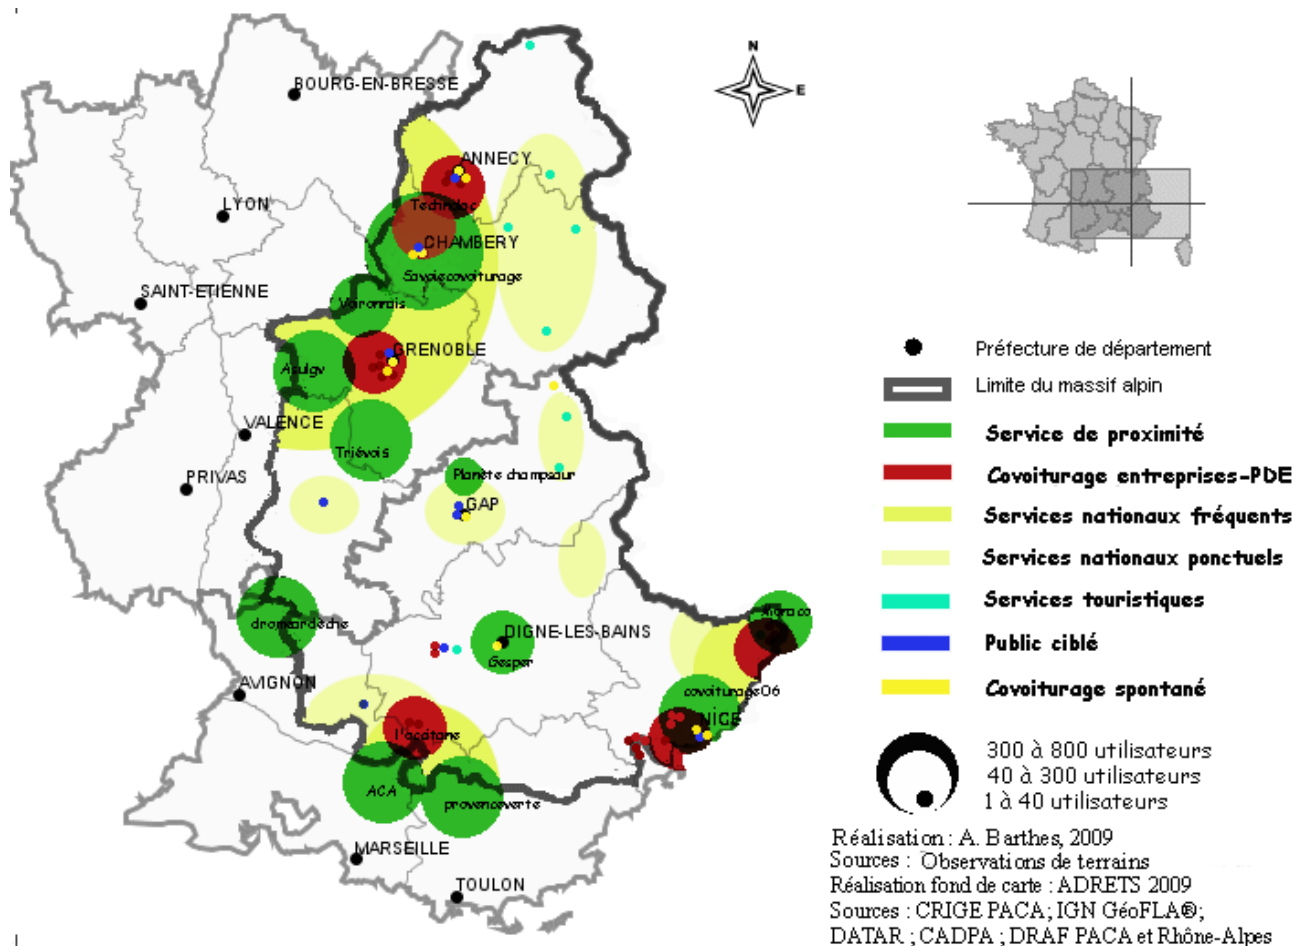 N
E
BOURG-EN-BRESSE
ANNECY
Technolac
LYON
CHAMBERY
Savoiecovoiturage
SAINT-ETIENNE
Voironnais
GRENOBLE
Asulgv
VALENCE
Trièvois
Planète champsaur
PRIVAS
GAP
Monaco
dromeardèche
DIGNE-LES-BAINS
Gesper
AVIGNON
covoiturage06
NICE
l'occitane
ACA
provenceverte
MARSEILLE
TOULON
Préfecture de département
Limite du massif alpin
Service de proximité
Covoiturage entreprises-PDE
Services nationaux fréquents
Services nationaux ponctuels
Services touristiques
Public ciblé
Covoiturage spontané
300 à 800 utilisateurs
40 à 300 utilisateurs
1 à 40 utilisateurs
Réalisation : A. Barthes, 2009
Sources : Observations de terrains
Réalisation fond de carte : ADRETS 2009
Sources : CRIGE PACA ; IGN GéoFLA® ;
DATAR ; CADPA ; DRAF PACA et Rhône-Alpes